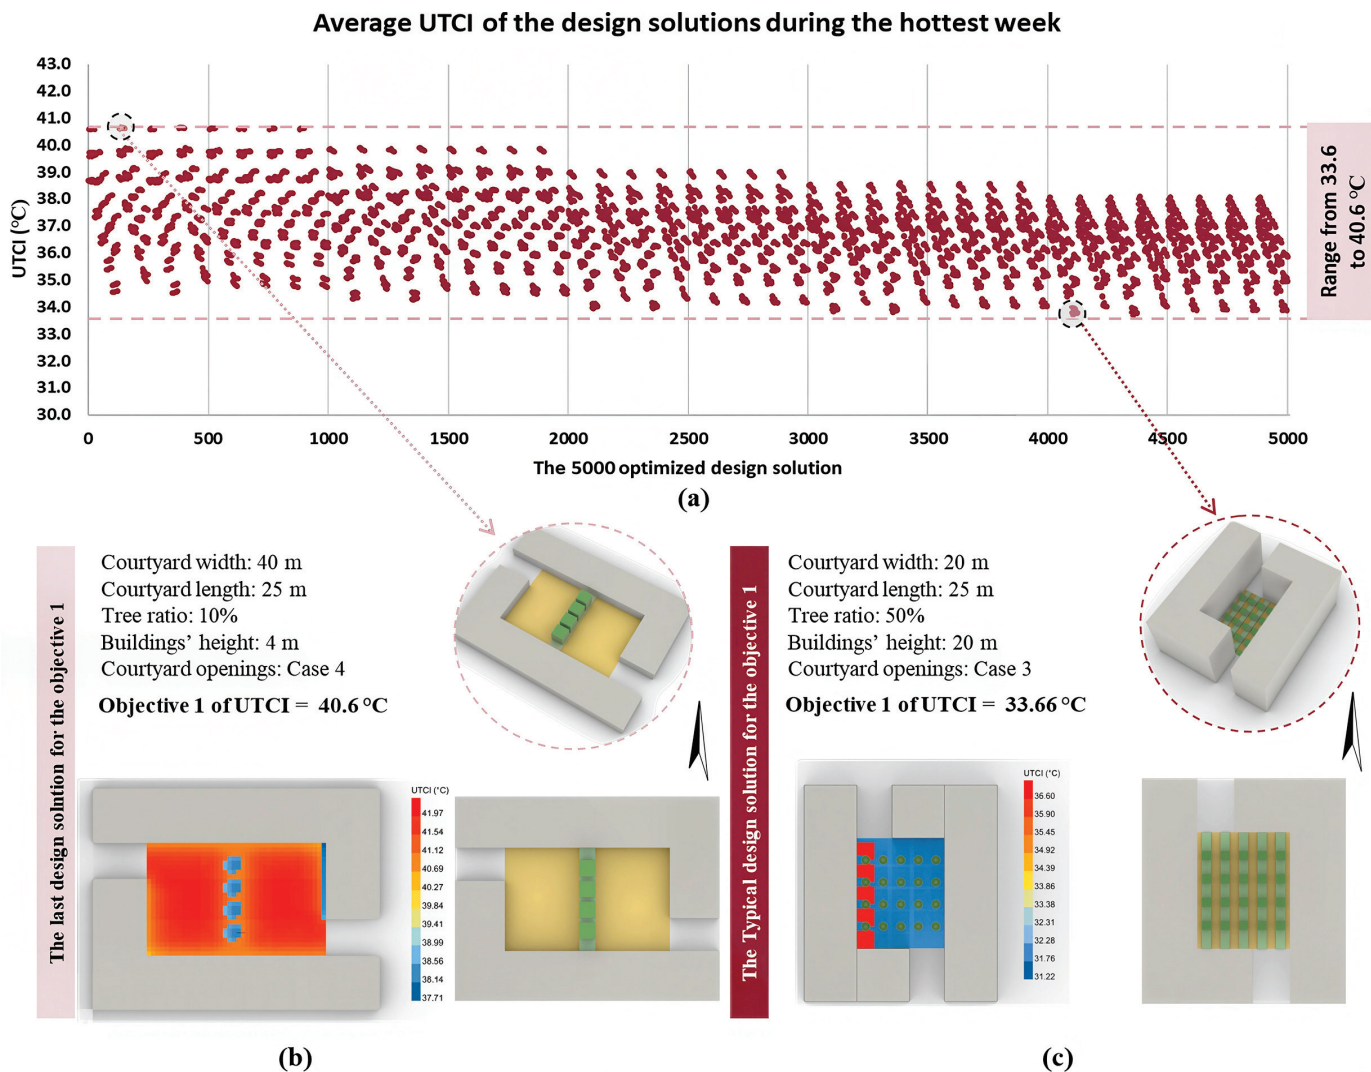 Average UTCI of the design solutions during the hottest week
UTCI (°C)
43.0
42.0
41.0
40.0
39.0
38.0
37.0
36.0
35.0
34.0
33.0
32.0
31.0
30.0
0
500
1000
1500
2000
2500
3000
3500
4000
4500
5000
The 5000 optimized design solution
Range from 33.6
to 40.6 °C
(a)
The last design solution for the objective 1
Courtyard width: 40 m
Courtyard length: 25 m
Tree ratio: 10%
Buildings’ height: 4 m
Courtyard openings: Case 4
Objective 1 of UTCI = 40.6 °C
UTCI (°C)
41.97
41.54
41.12
40.69
40.27
39.84
39.41
38.99
38.56
38.14
37.71
(b)
The Typical design solution for the objective 1
Courtyard width: 20 m
Courtyard length: 25 m
Tree ratio: 50%
Buildings’ height: 20 m
Courtyard openings: Case 3
Objective 1 of UTCI = 33.66 °C
UTCI (°C)
36.60
35.90
35.45
34.92
34.39
33.86
33.38
32.31
32.28
31.76
31.22
(c)